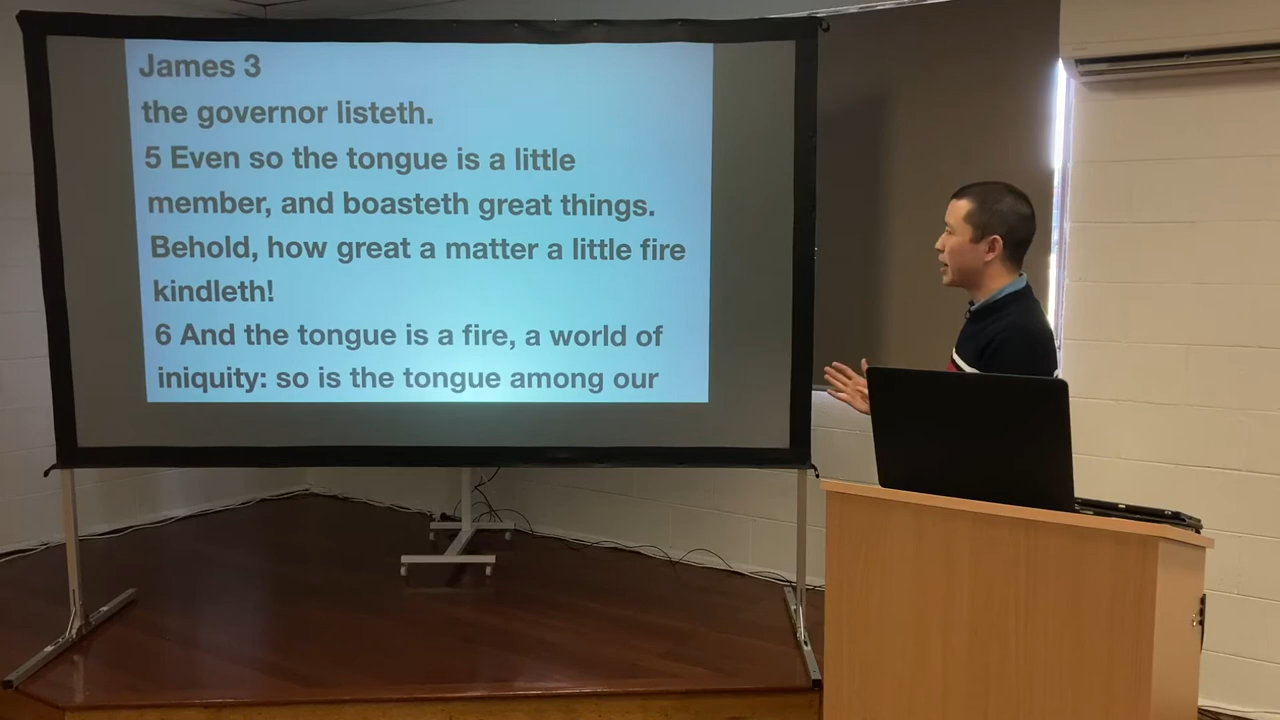 James 3
the governor listeth.
5 Even so the tongue is a little
member, and boasteth great things.
Behold, how great a matter a little fire
kindleth!
6 And the tongue is a fire, a world of
iniquity: so is the tongue among our